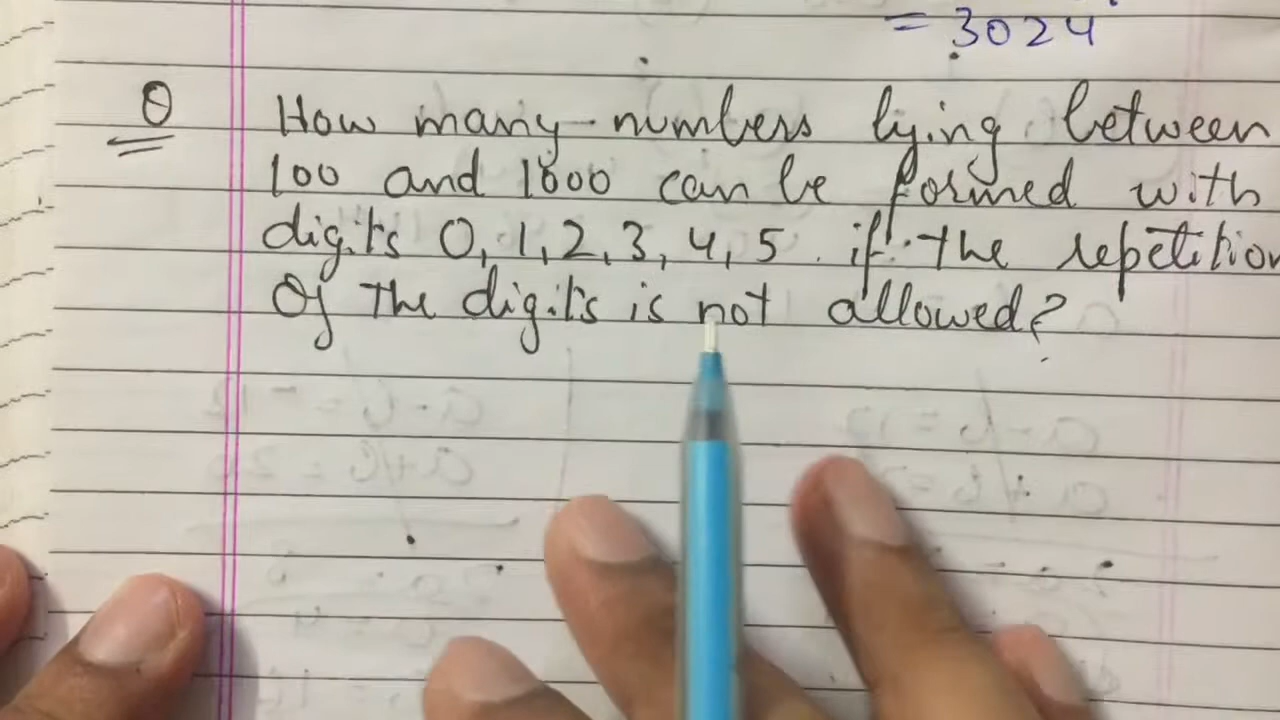 = 3024
Q How many numbers lying between
100 and 1000 can be formed with
digits 0, 1, 2, 3, 4, 5 if the repetition
Of the digits is not allowed?